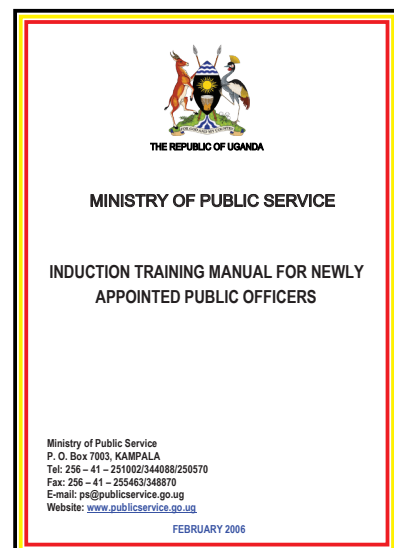 THE REPUBLIC OF UGANDA
MINISTRY OF PUBLIC SERVICE
INDUCTION TRAINING MANUAL FOR NEWLY
APPOINTED PUBLIC OFFICERS
Ministry of Public Service
P. O. Box 7003, KAMPALA
Tel: 256 – 41 – 251002/344088/250570
Fax: 256 – 41 – 255463/348870
E-mail: ps@publicservice.go.ug
Website: www.publicservice.go.ug
FEBRUARY 2006